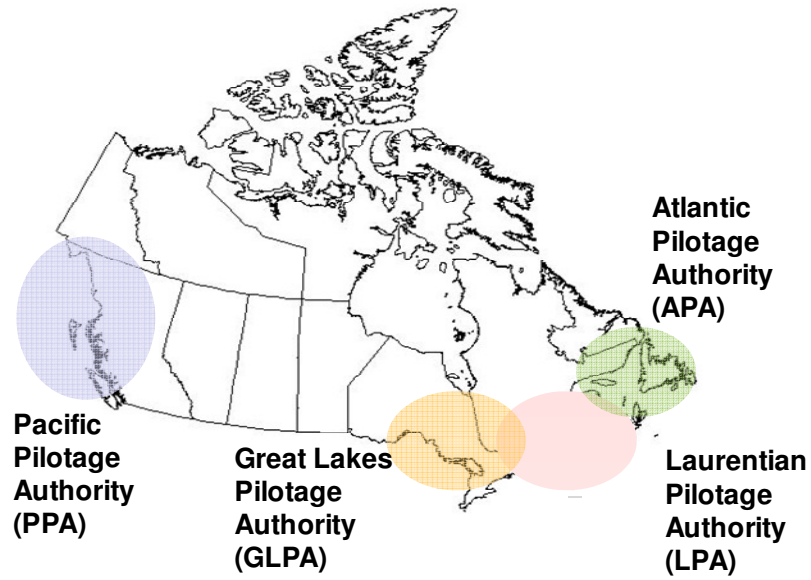 Atlantic
Pilotage
Authority
(APA)
Pacific
Pilotage
Authority
(PPA)
Great Lakes
Pilotage
Authority
(GLPA)
Laurentian
Pilotage
Authority
(LPA)